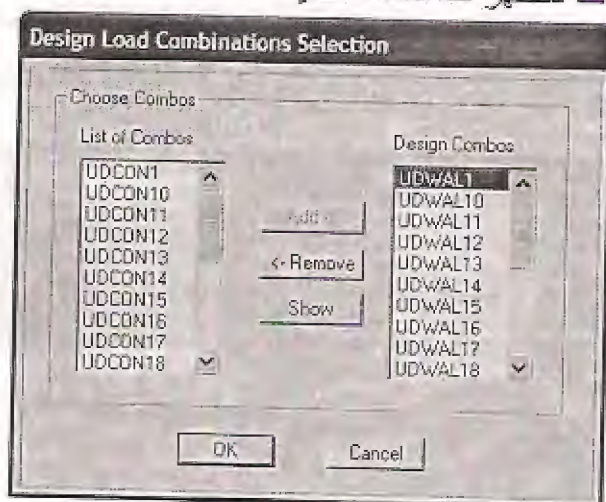 Design Load Combinations Selection
Choose Combos
List of Combos
UDCON1
UDCON10
UDCON11
UDCON12
UDCON13
UDCON14
UDCON15
UDCON16
UDCON17
UDCON18
Add ->
<- Remove
Show
Design Combos
UDWAL1
UDWAL10
UDWAL11
UDWAL12
UDWAL13
UDWAL14
UDWAL15
UDWAL16
UDWAL17
UDWAL18
OK
Cancel